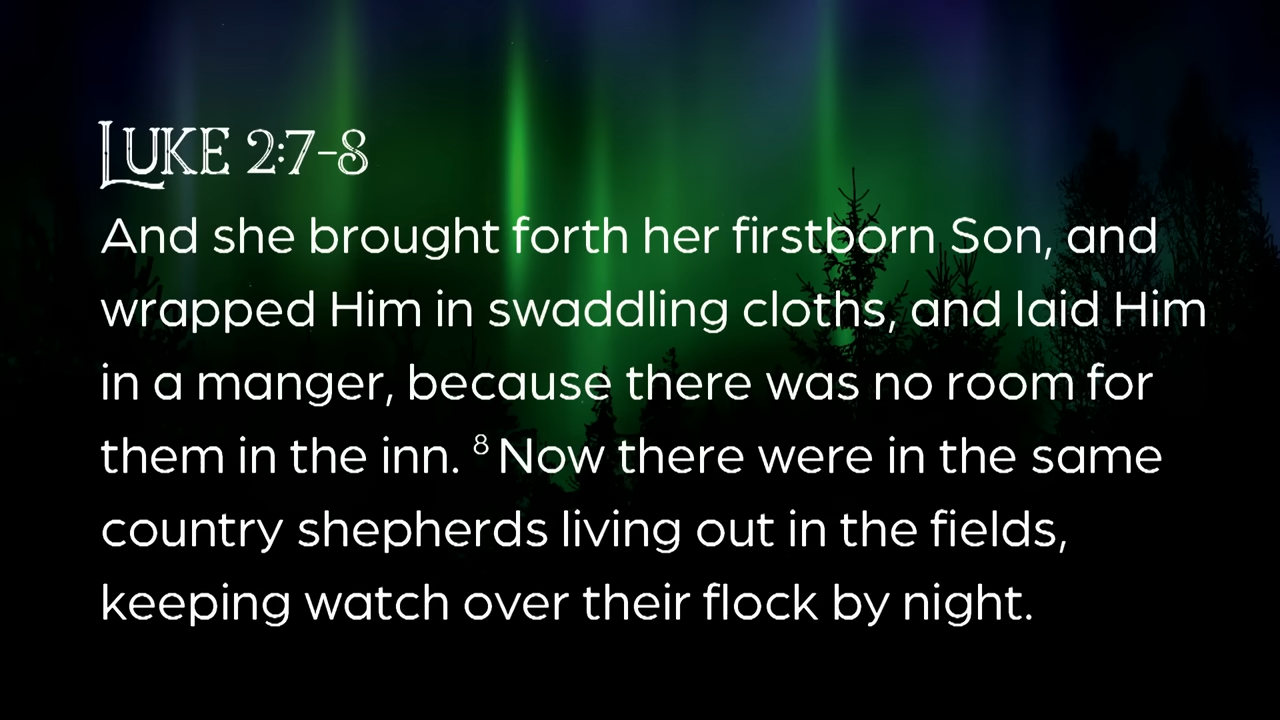 Luke 2:7-8
And she brought forth her firstborn Son, and
wrapped Him in swaddling cloths, and laid Him
in a manger, because there was no room for
them in the inn. 8 Now there were in the same
country shepherds living out in the fields,
keeping watch over their flock by night.